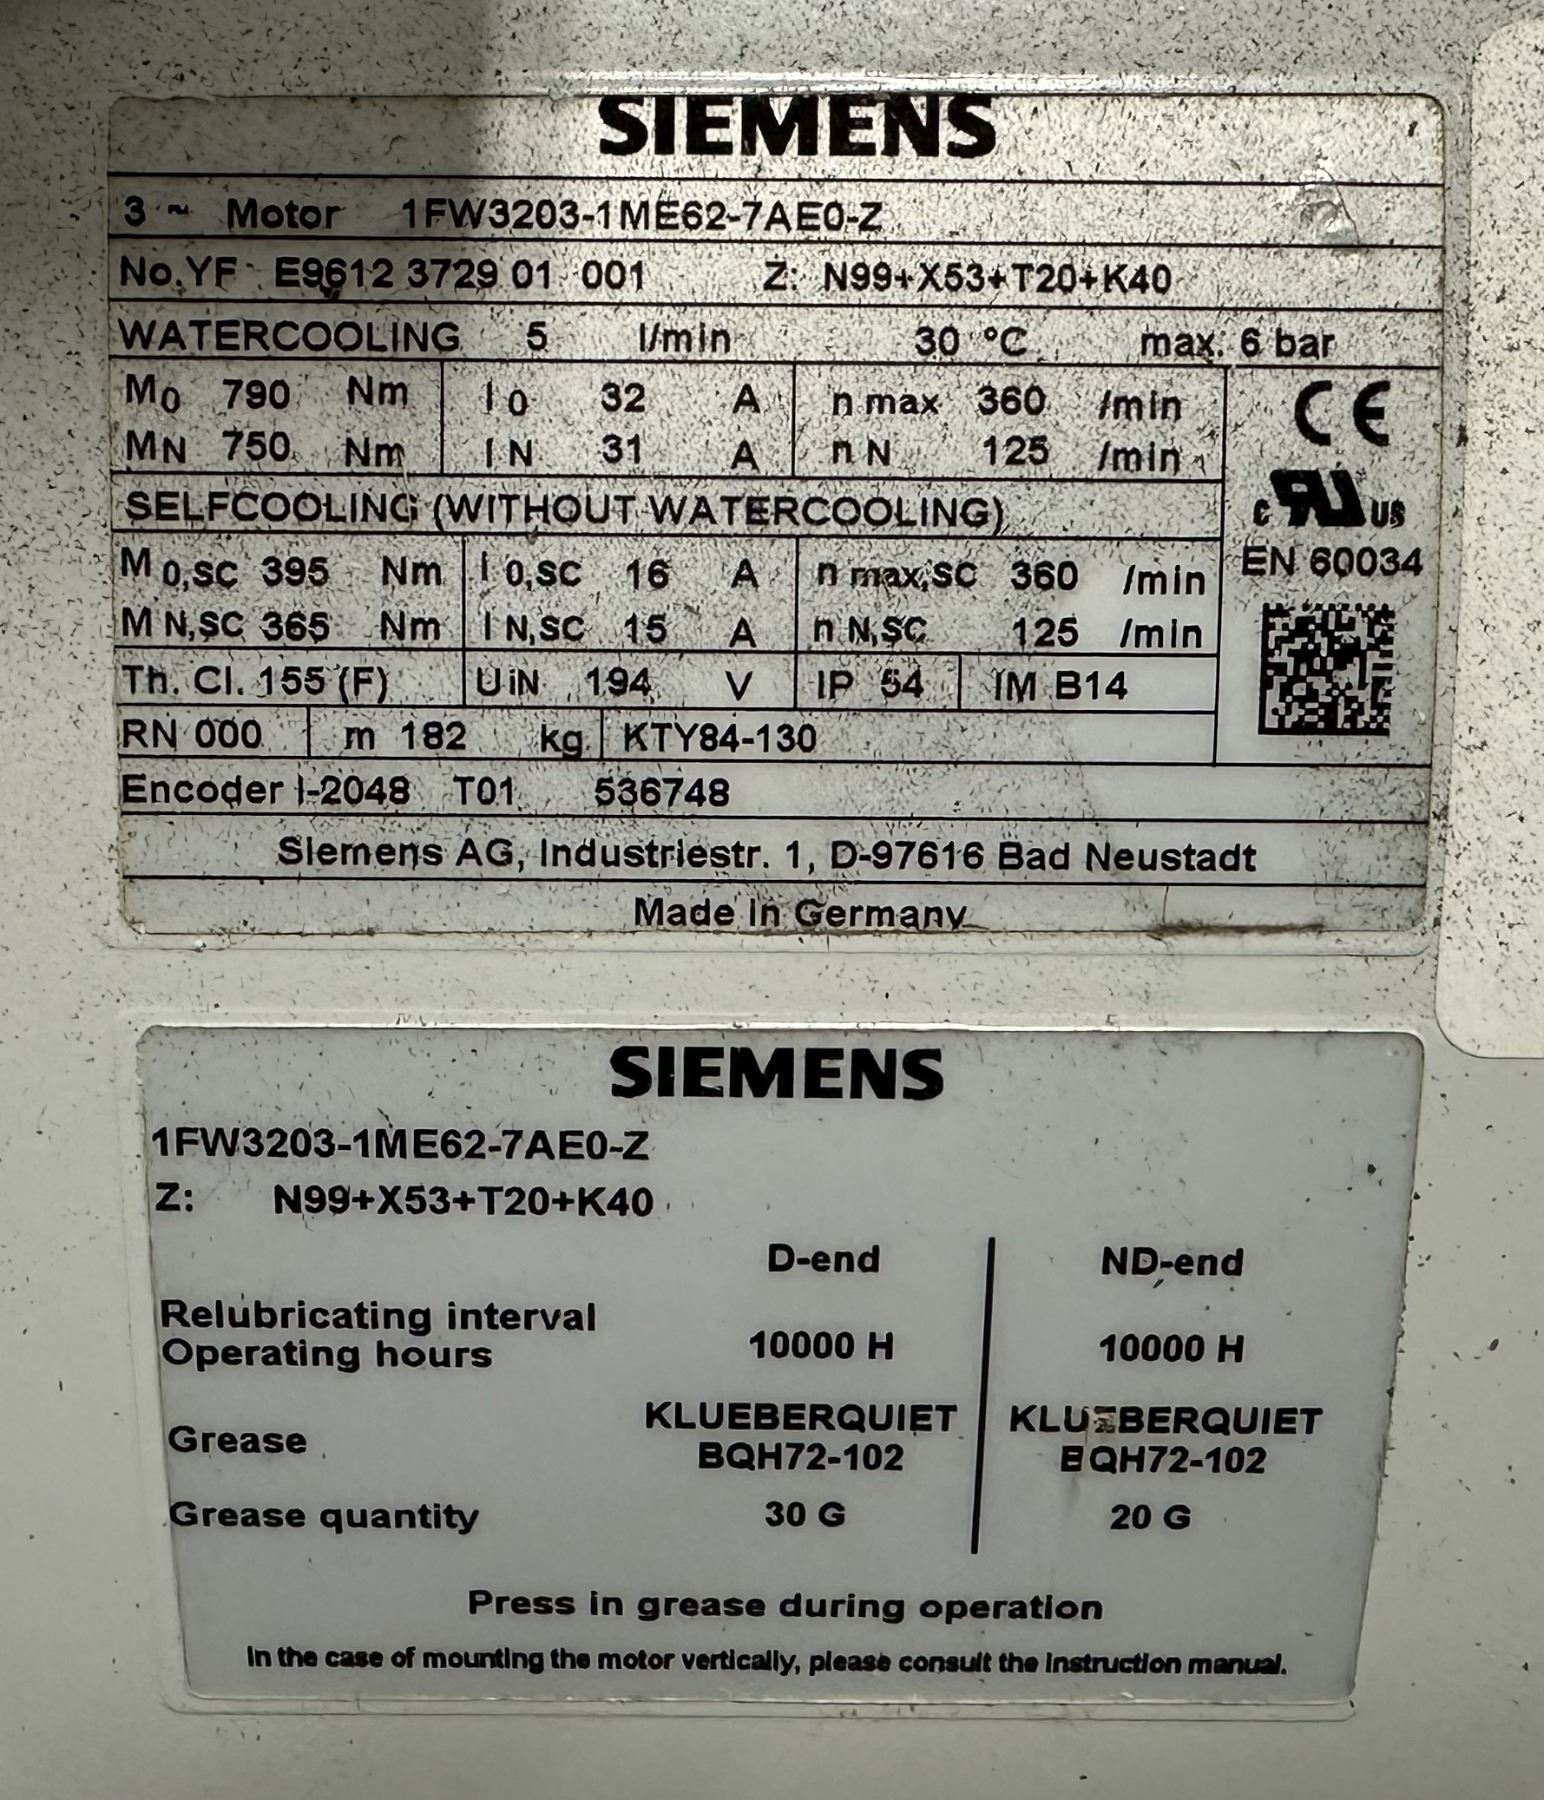 SIEMENS
3 ~ Motor 1FW3203-1ME62-7AE0-Z
No.YF E9612 3729 01 001 Z: N99+X53+T20+K40
WATERCOOLING 5 l/min 30 °C max. 6 bar
M0 790 Nm I0 32 A n max 360 /min CE
MN 750 Nm IN 31 A n N 125 /min
SELFCOOLING (WITHOUT WATERCOOLING) c RU US
M0,SC 395 Nm I0,SC 16 A n max,SC 360 /min EN 60034
MN,SC 365 Nm IN,SC 15 A n N,SC 125 /min
Th. Cl. 155 (F) UiN 194 V IP 54 IM B14
RN 000 m 182 kg KTY84-130
Encoder I-2048 T01 536748
Siemens AG, Industriestr. 1, D-97616 Bad Neustadt
Made in Germany
SIEMENS
1FW3203-1ME62-7AE0-Z
Z: N99+X53+T20+K40
D-end ND-end
Relubricating interval
Operating hours 10000 H 10000 H
KLUEBERQUIET KLUEBERQUIET
Grease BQH72-102 BQH72-102
Grease quantity 30 G 20 G
Press in grease during operation
In the case of mounting the motor vertically, please consult the instruction manual.